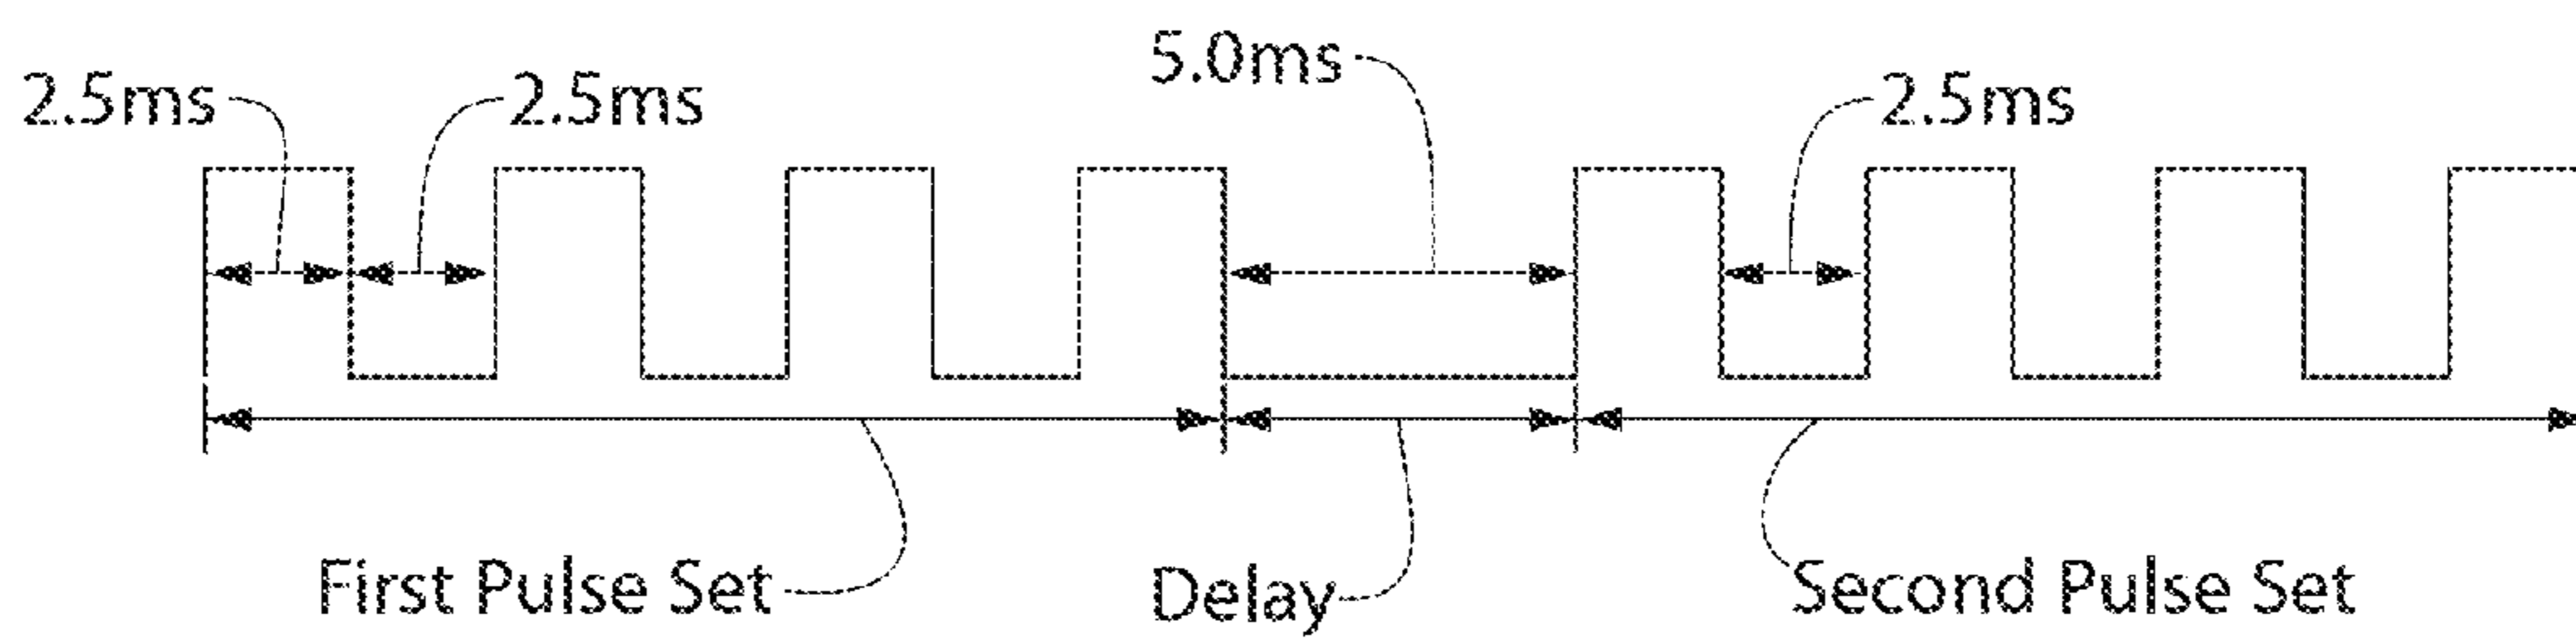 5.0ms
2.5ms 2.5ms 2.5ms
First Pulse Set Delay Second Pulse Set